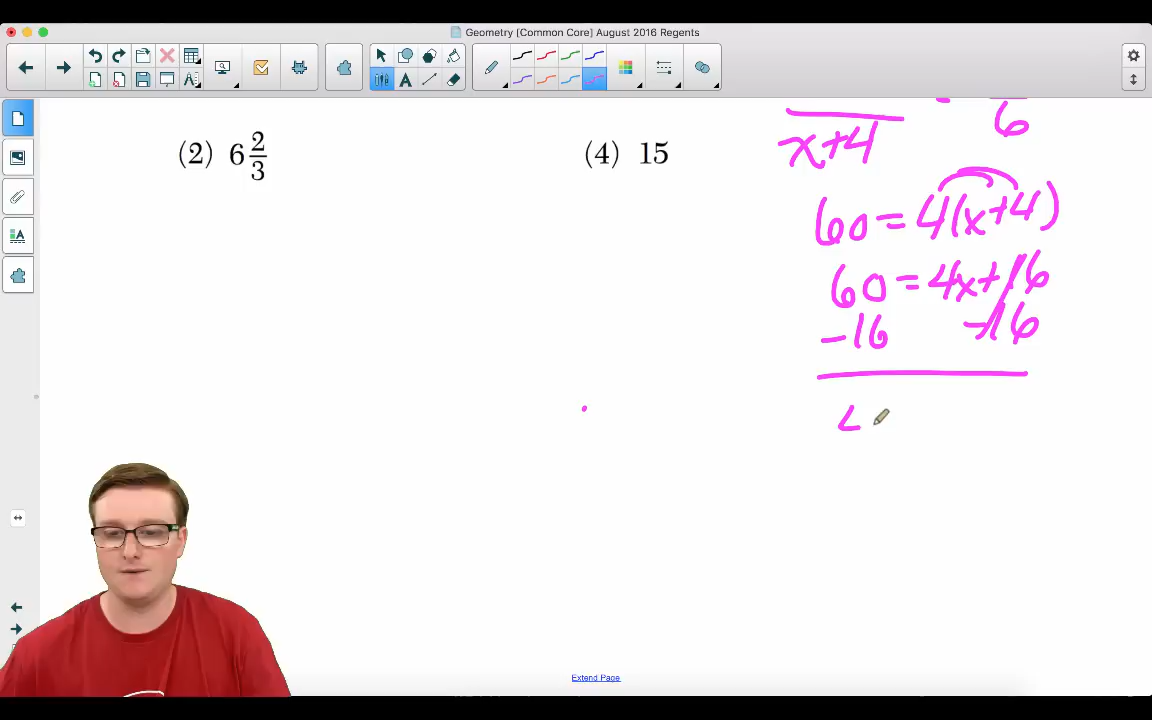 Geometry [Common Core] August 2016 Regents
A
A
(2) 6 2/3
(4) 15
x+4
6
60=4(x+4)
60=4x+16
-16 -16
Extend Page